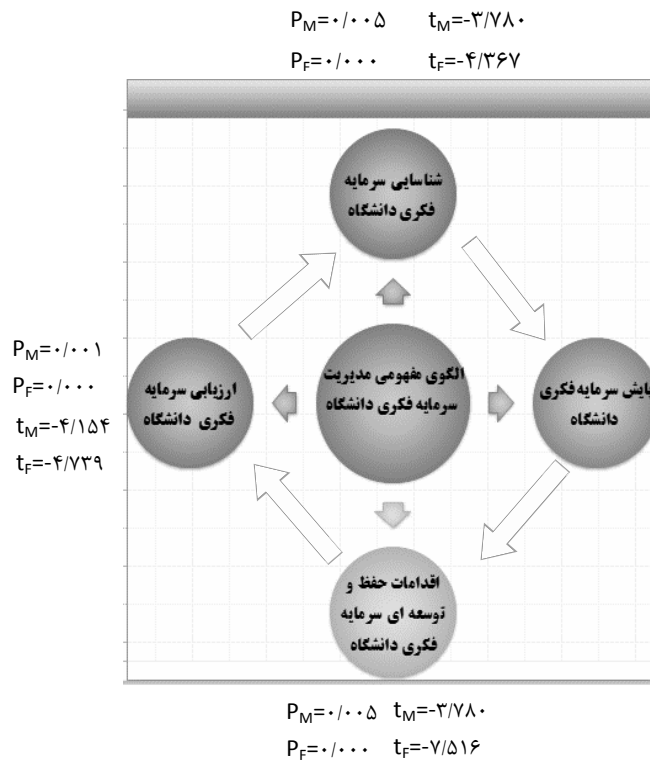 P_M=۰/۰۰۵ t_M=-۳/۷۸۰
P_F=۰/۰۰۰ t_F=-۴/۳۶۷
شناسایی سرمایه
فکری دانشگاه
P_M=۰/۰۰۱
P_F=۰/۰۰۰
t_M=-۴/۱۵۴
t_F=-۴/۷۳۹
ارزیابی سرمایه
فکری دانشگاه
الگوی مفهومی مدیریت
سرمایه فکری دانشگاه
سرمایه فکری
دانشگاه
اقدامات حفظ و
توسعه ای سرمایه
فکری دانشگاه
P_M=۰/۰۰۵ t_M=-۳/۷۸۰
P_F=۰/۰۰۰ t_F=-۷/۵۱۶